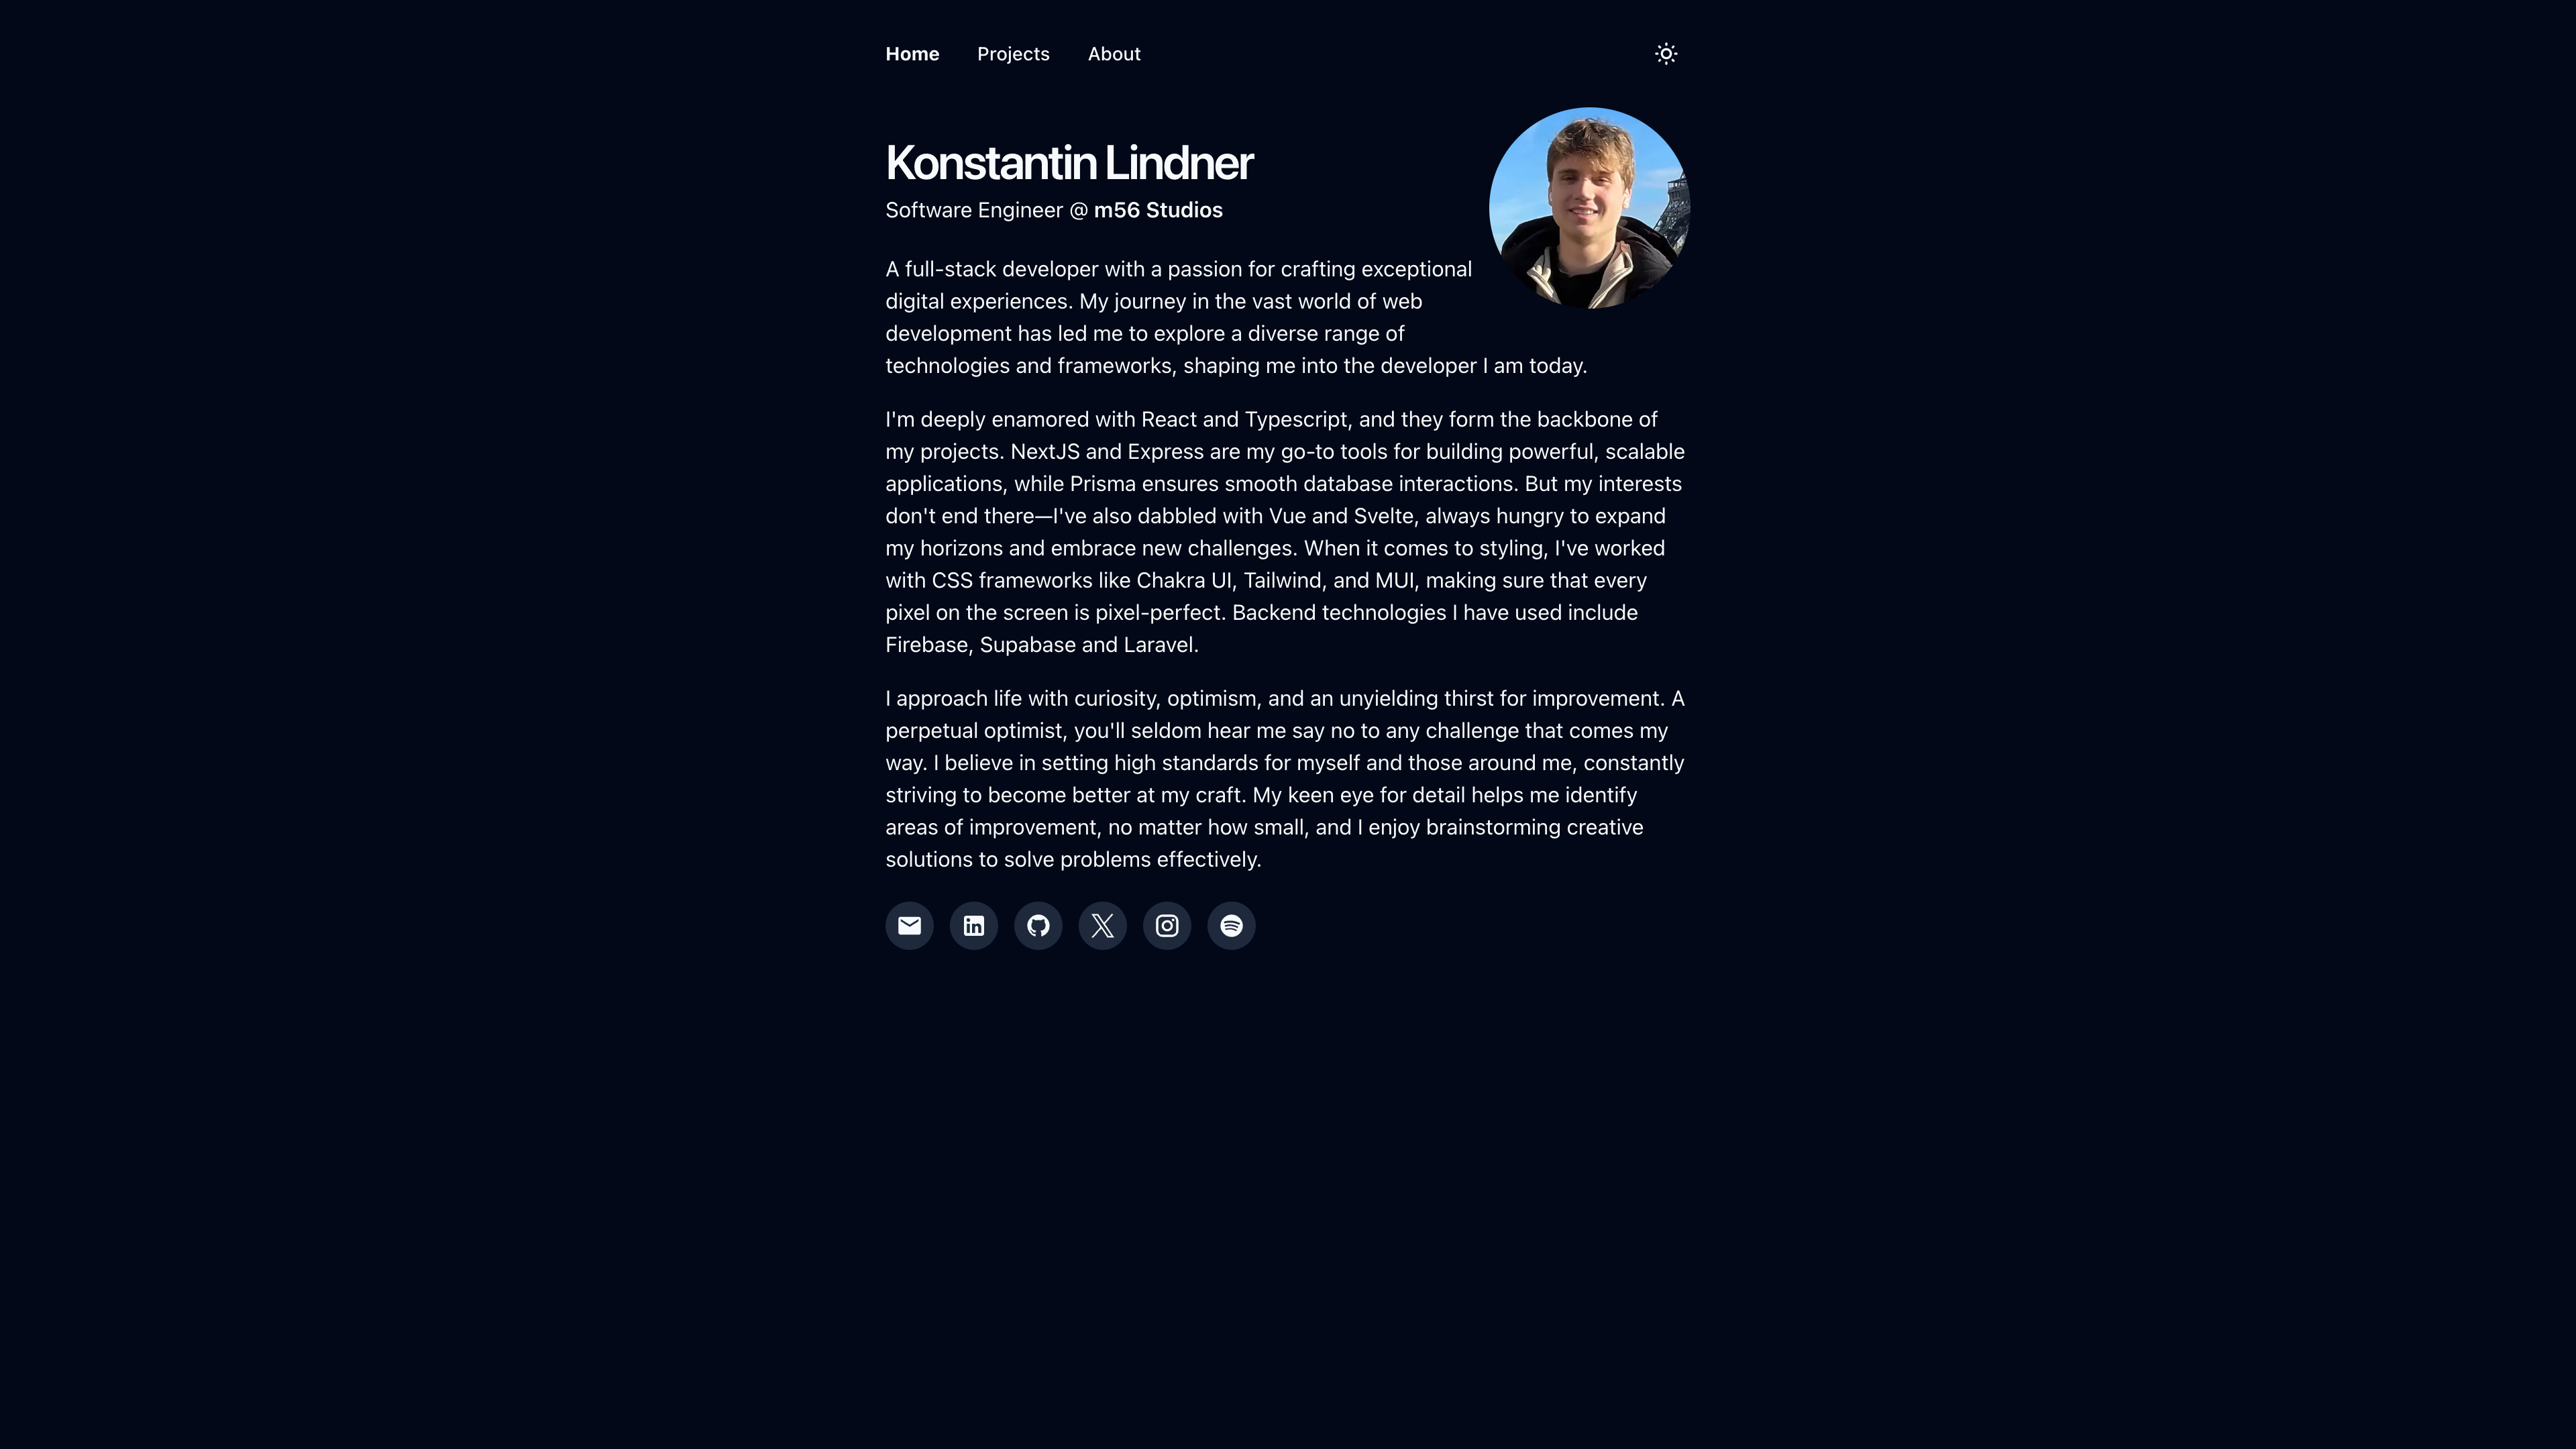 Home Projects About
Konstantin Lindner
Software Engineer @ m56 Studios
A full-stack developer with a passion for crafting exceptional
digital experiences. My journey in the vast world of web
development has led me to explore a diverse range of
technologies and frameworks, shaping me into the developer I am today.
I'm deeply enamored with React and Typescript, and they form the backbone of
my projects. NextJS and Express are my go-to tools for building powerful, scalable
applications, while Prisma ensures smooth database interactions. But my interests
don't end there—I've also dabbled with Vue and Svelte, always hungry to expand
my horizons and embrace new challenges. When it comes to styling, I've worked
with CSS frameworks like Chakra UI, Tailwind, and MUI, making sure that every
pixel on the screen is pixel-perfect. Backend technologies I have used include
Firebase, Supabase and Laravel.
I approach life with curiosity, optimism, and an unyielding thirst for improvement. A
perpetual optimist, you'll seldom hear me say no to any challenge that comes my
way. I believe in setting high standards for myself and those around me, constantly
striving to become better at my craft. My keen eye for detail helps me identify
areas of improvement, no matter how small, and I enjoy brainstorming creative
solutions to solve problems effectively.